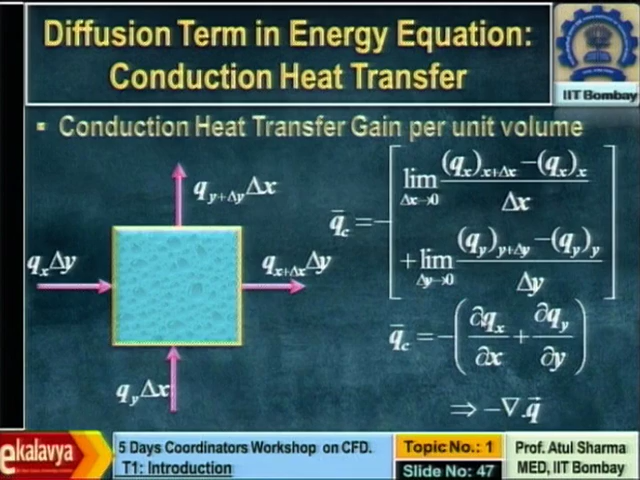 Diffusion Term in Energy Equation:
Conduction Heat Transfer
IIT Bombay
▪ Conduction Heat Transfer Gain per unit volume
q_{y+Δy}Δx
q_xΔy
q_{x+Δx}Δy
q_yΔx
q̄_c = −[lim_{Δx→0} ((q_x)_{x+Δx} −(q_x)_x)/Δx
+ lim_{Δy→0} ((q_y)_{y+Δy} −(q_y)_y)/Δy]
q̄_c = −(∂q_x/∂x + ∂q_y/∂y)
⇒ −∇.q⃗
ekalavya
5 Days Coordinators Workshop on CFD.
T1: Introduction
Topic No.: 1
Slide No: 47
Prof. Atul Sharma
MED, IIT Bombay